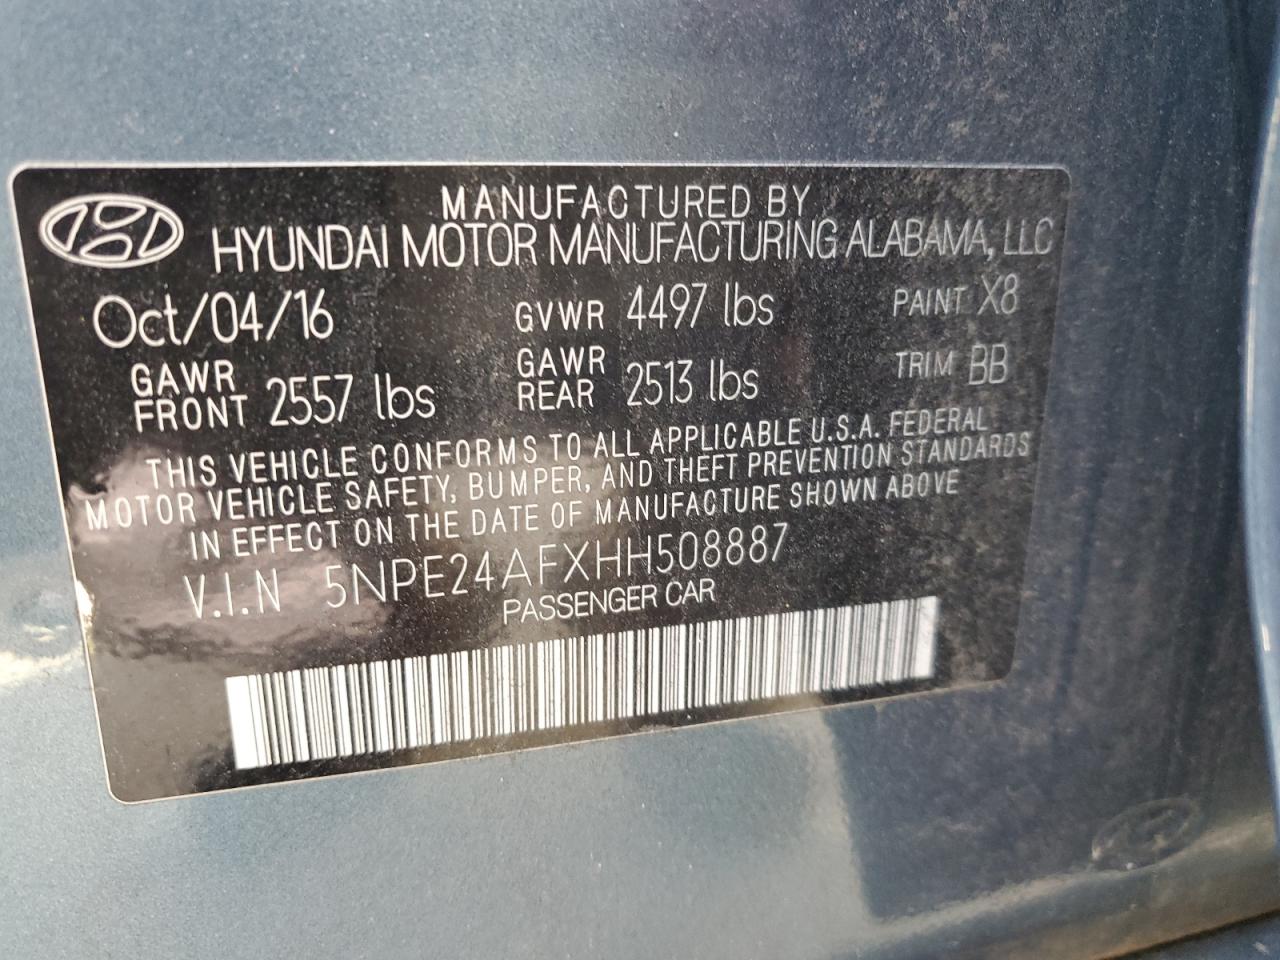 MANUFACTURED BY
HYUNDAI MOTOR MANUFACTURING ALABAMA, LLC
Oct/04/16 GVWR 4497 lbs PAINT X8
GAWR FRONT 2557 lbs GAWR REAR 2513 lbs TRIM BB
THIS VEHICLE CONFORMS TO ALL APPLICABLE U.S.A. FEDERAL
MOTOR VEHICLE SAFETY, BUMPER, AND THEFT PREVENTION STANDARDS
IN EFFECT ON THE DATE OF MANUFACTURE SHOWN ABOVE
V.I.N 5NPE24AFXHH508887
PASSENGER CAR